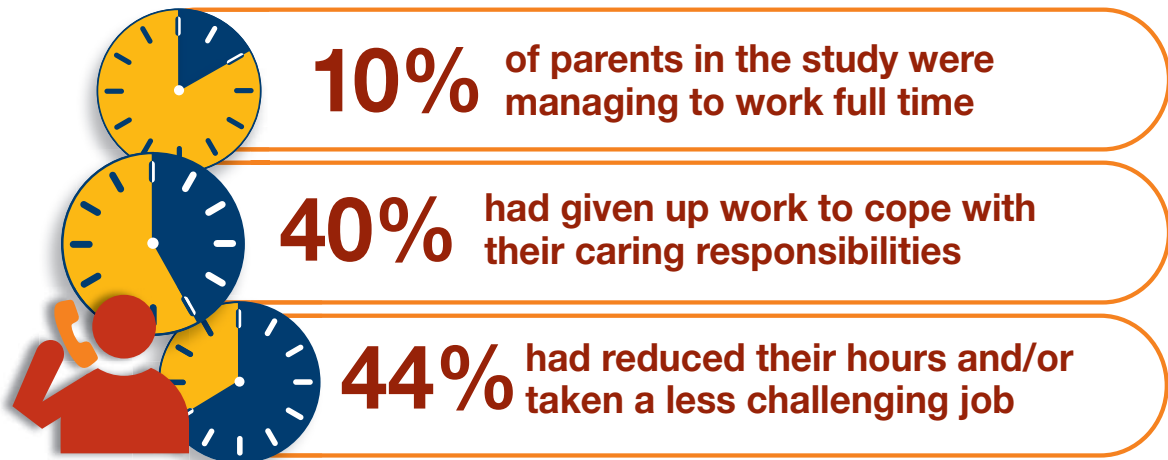 10% of parents in the study were
managing to work full time
40% had given up work to cope with
their caring responsibilities
44% had reduced their hours and/or
taken a less challenging job